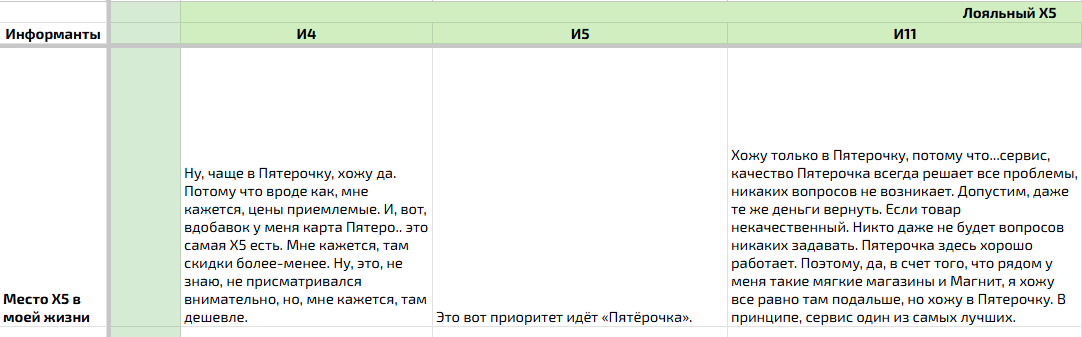 Лояльный X5
Информанты
И4
И5
И11
Место X5 в
моей жизни
Ну, чаще в Пятерочку, хожу да.
Потому что вроде как, мне
кажется, цены приемлемые. И, вот,
вдобавок у меня карта Пятеро.. это
самая X5 есть. Мне кажется, там
скидки более-менее. Ну, это, не
знаю, не присматривался
внимательно, но, мне кажется, там
дешевле.
Это вот приоритет идёт «Пятёрочка».
Хожу только в Пятерочку, потому что...сервис,
качество Пятерочка всегда решает все проблемы,
никаких вопросов не возникает. Допустим, даже
те же деньги вернуть. Если товар
некачественный. Никто даже не будет вопросов
никаких задавать. Пятерочка здесь хорошо
работает. Поэтому, да, в счет того, что рядом у
меня такие мягкие магазины и Магнит, я хожу
все равно там подальше, но хожу в Пятерочку. В
принципе, сервис один из самых лучших.